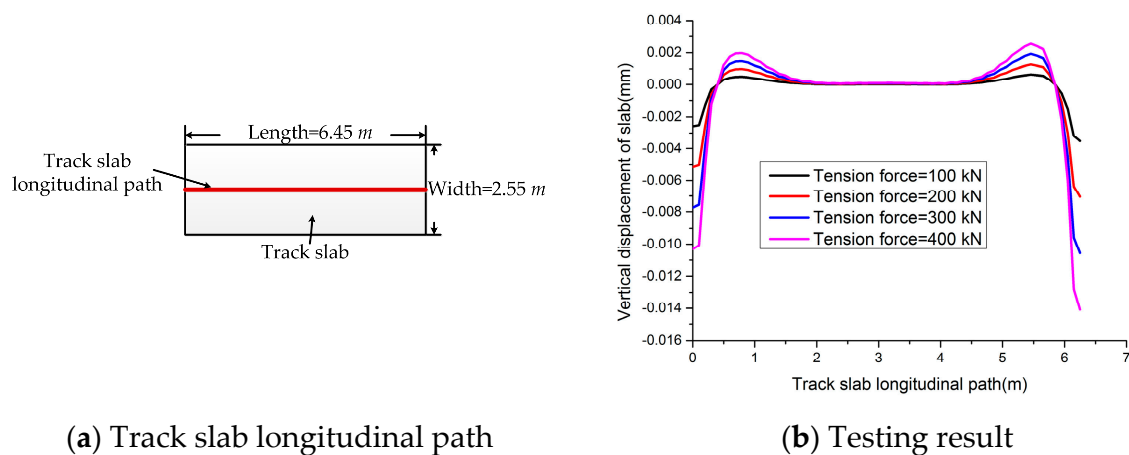 Length=6.45 m
Track slab
longitudinal path
Width=2.55 m
Track slab
(a) Track slab longitudinal path
Vertical displacement of slab(mm)
0.004
0.002
0.000
-0.002
-0.004
-0.006
-0.008
-0.010
-0.012
-0.014
-0.016
Tension force=100 kN
Tension force=200 kN
Tension force=300 kN
Tension force=400 kN
0 1 2 3 4 5 6 7
Track slab longitudinal path(m)
(b) Testing result